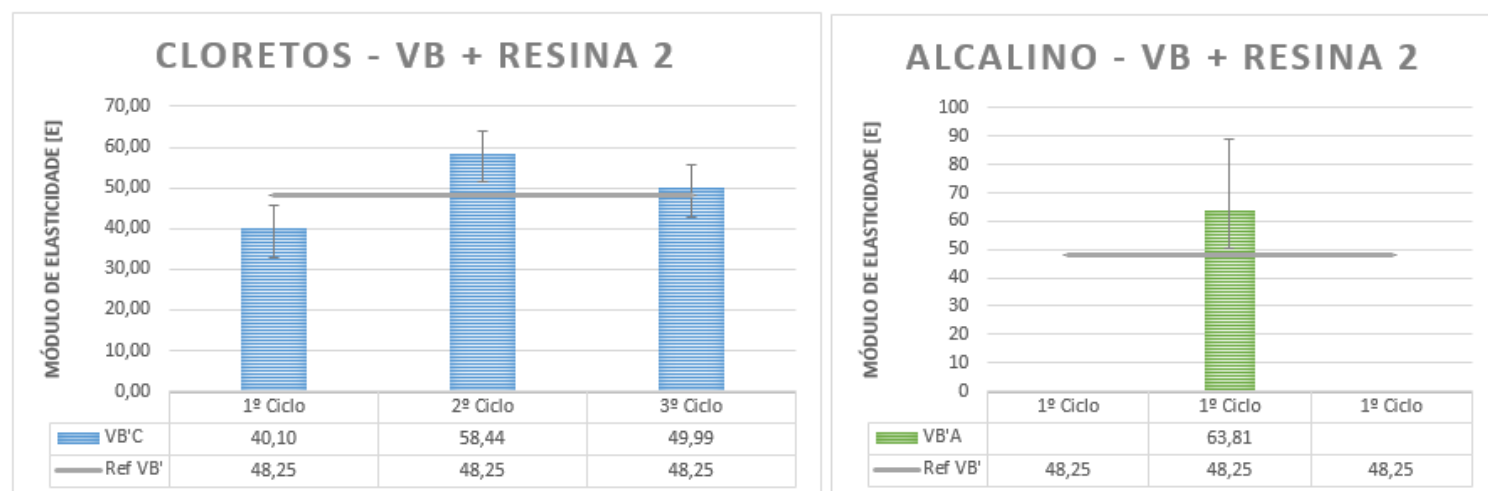 CLORETOS - VB + RESINA 2
MÓDULO DE ELASTICIDADE [E]
70,00
60,00
50,00
40,00
30,00
20,00
10,00
0,00
1º Ciclo 2º Ciclo 3º Ciclo
VB'C 40,10 58,44 49,99
Ref VB' 48,25 48,25 48,25
ALCALINO - VB + RESINA 2
MÓDULO DE ELASTICIDADE [E]
100
90
80
70
60
50
40
30
20
10
0
1º Ciclo 1º Ciclo 1º Ciclo
VB'A 63,81
Ref VB' 48,25 48,25 48,25